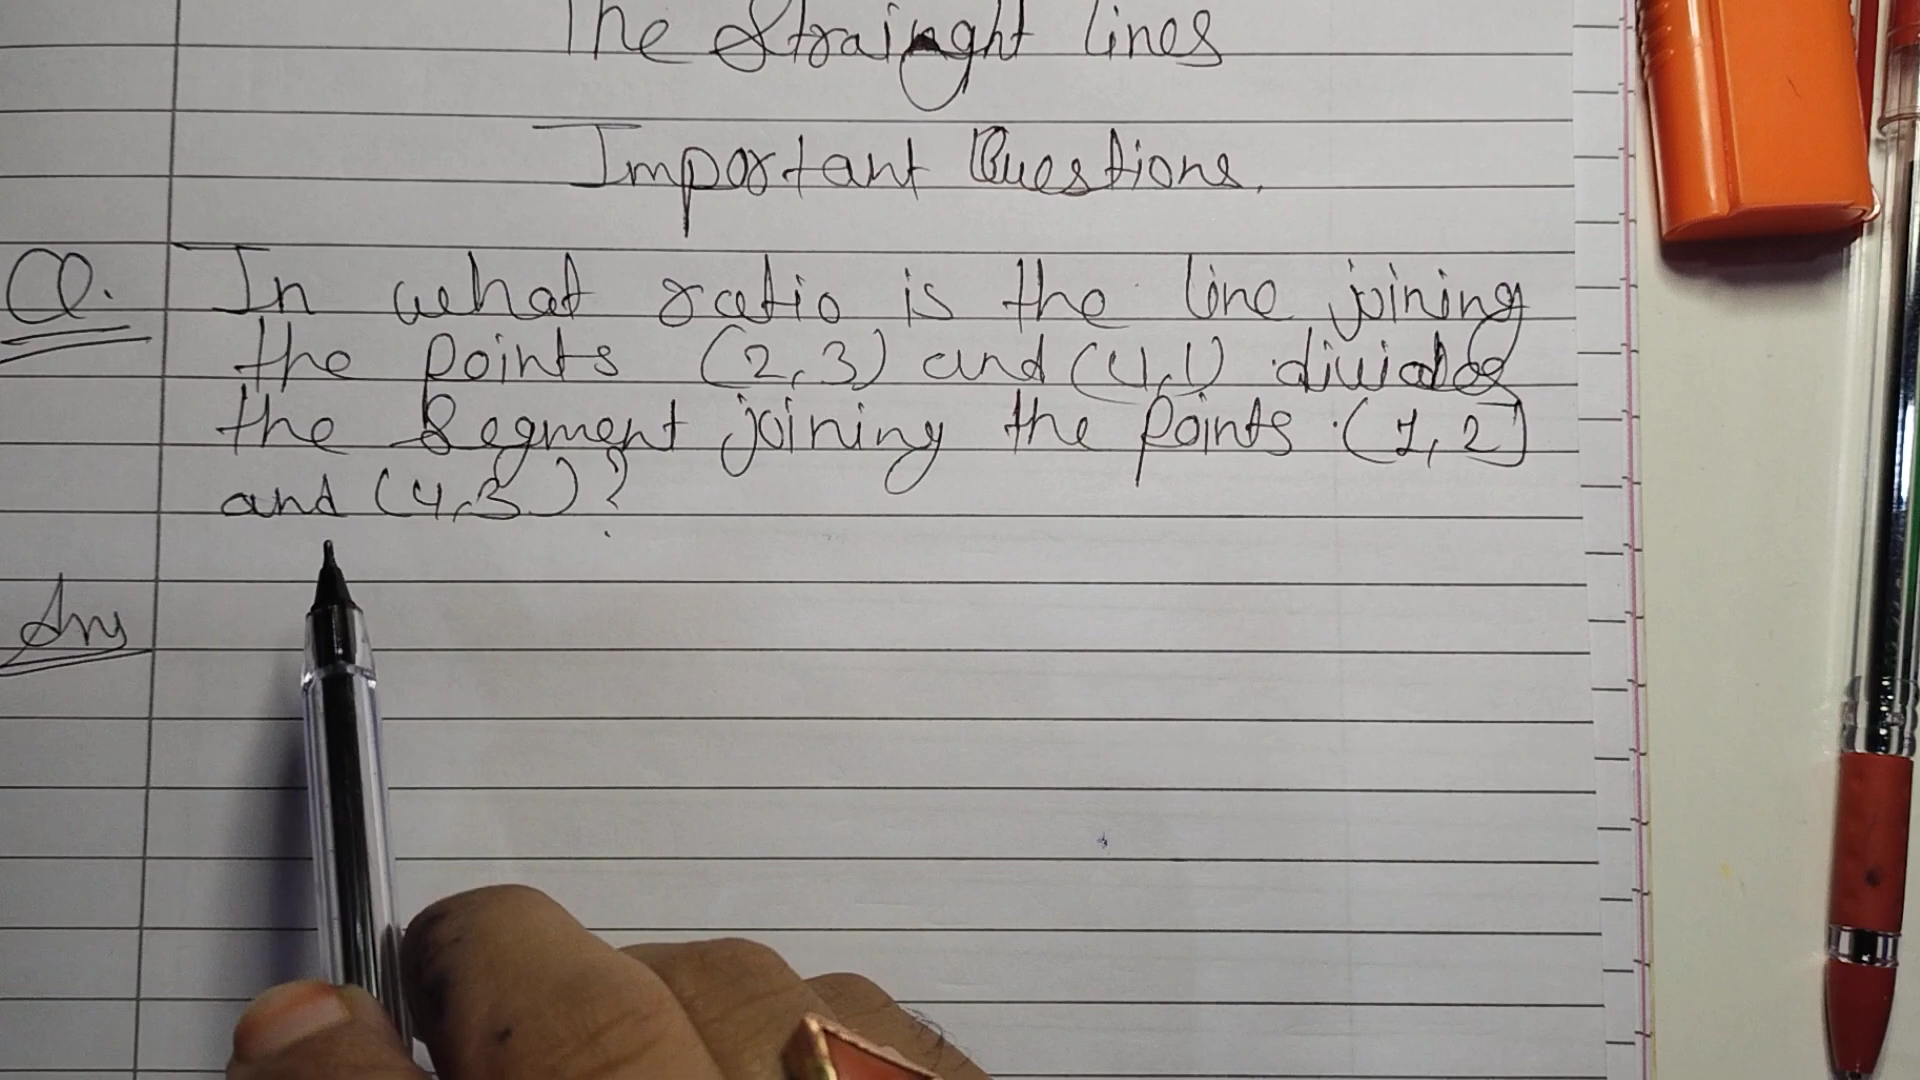 The Strainght lines
Important Questions.
Q. In what ratio is the line joining
the points (2,3) and (4,1) divides
the Segment joining the points (1,2)
and (4,3)?
Ans